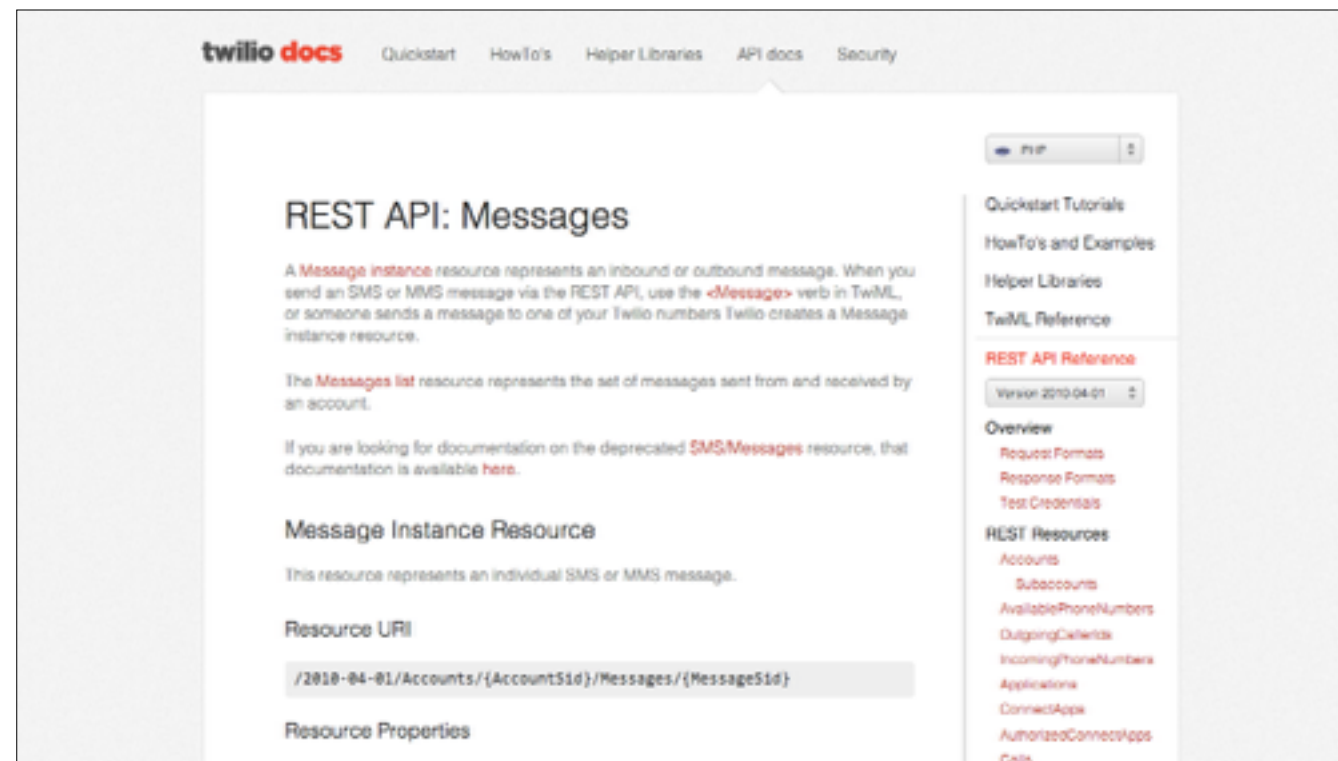 twilio docs Quickstart HowTo's Helper Libraries API docs Security
PHP
REST API: Messages
A Message instance resource represents an inbound or outbound message. When you
send an SMS or MMS message via the REST API, use the <Message> verb in TwiML,
or someone sends a message to one of your Twilio numbers Twilio creates a Message
instance resource.
The Messages list resource represents the set of messages sent from and received by
an account.
If you are looking for documentation on the deprecated SMS/Messages resource, that
documentation is available here.
Message Instance Resource
This resource represents an individual SMS or MMS message.
Resource URI
/2010-04-01/Accounts/{AccountSid}/Messages/{MessageSid}
Resource Properties
Quickstart Tutorials
HowTo's and Examples
Helper Libraries
TwiML Reference
REST API Reference
Version 2010-04-01
Overview
Request Formats
Response Formats
Test Credentials
REST Resources
Accounts
Subaccounts
AvailablePhoneNumbers
OutgoingCallerIds
IncomingPhoneNumbers
Applications
ConnectApps
AuthorizedConnectApps
Calls